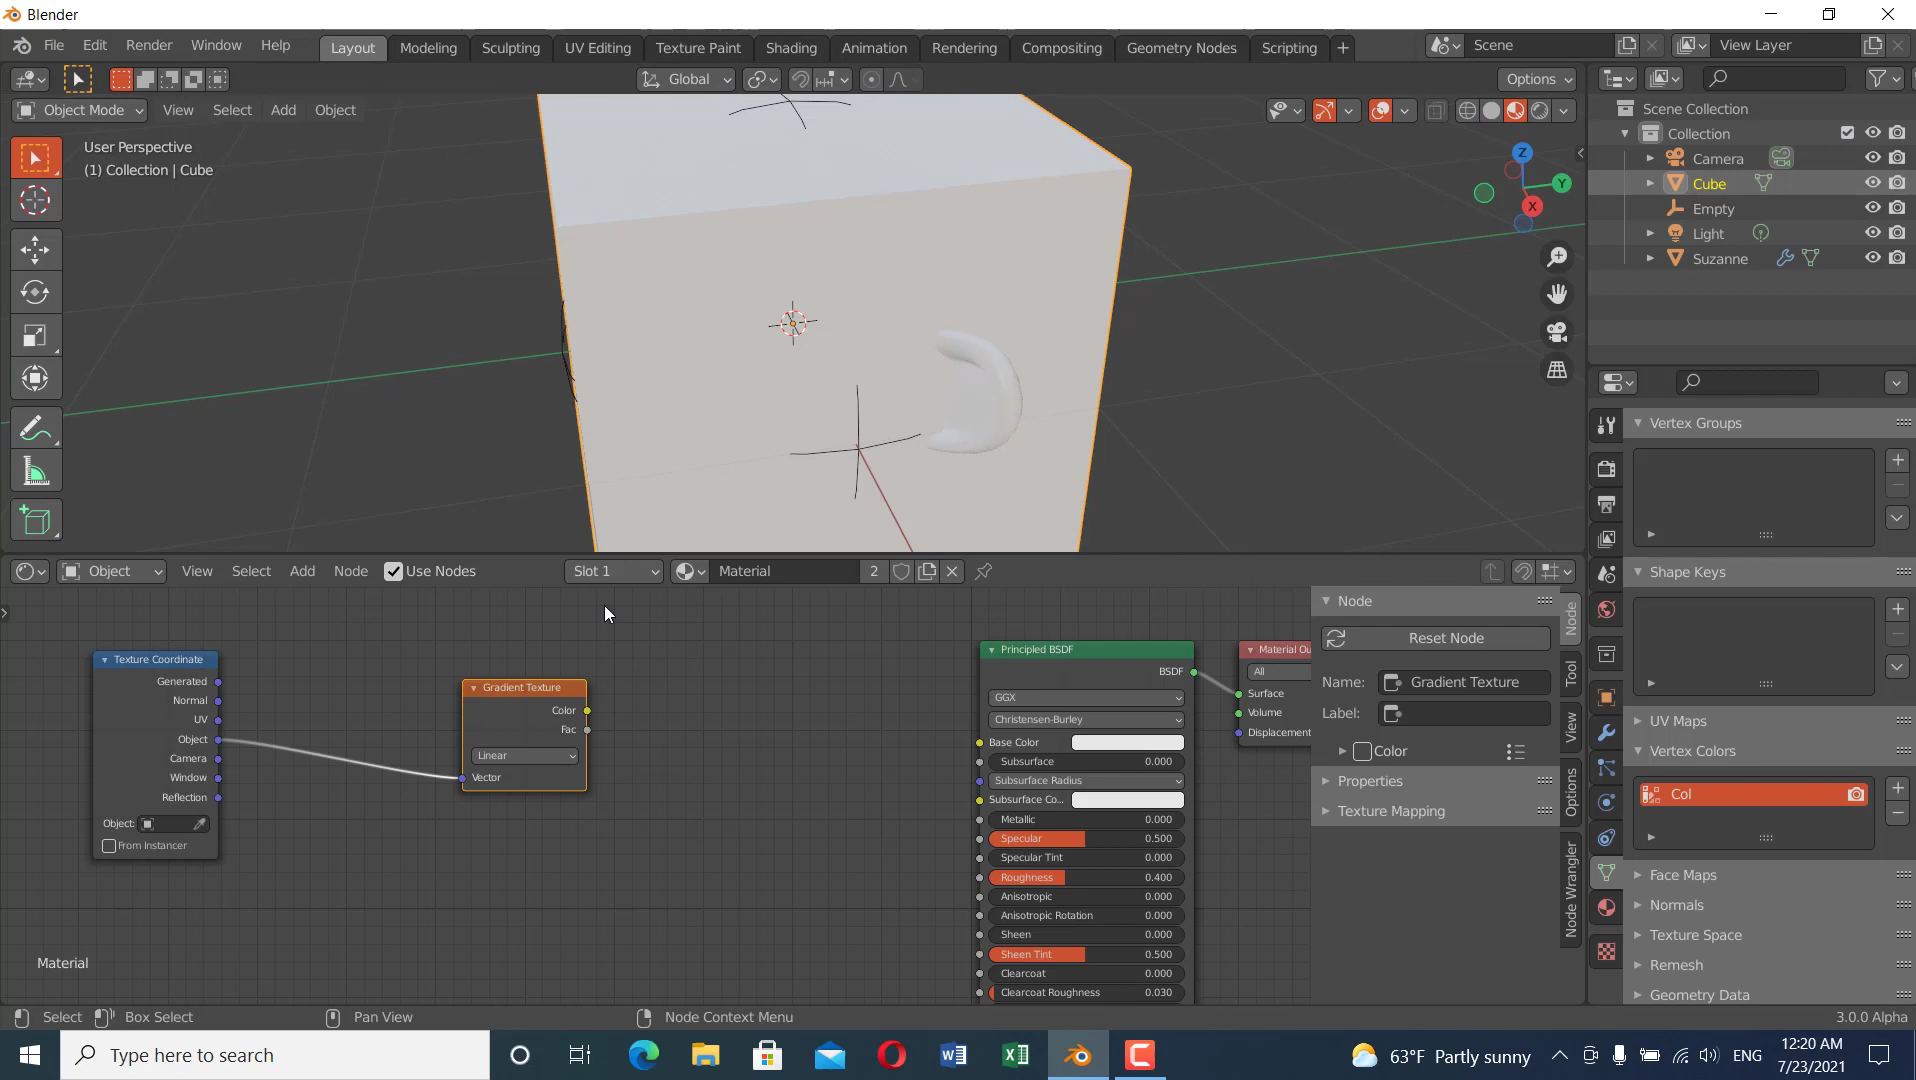 Blender
File Edit Render Window Help Layout Modeling Sculpting UV Editing Texture Paint Shading Animation Rendering Compositing Geometry Nodes Scripting + Scene View Layer
Global Options
Object Mode View Select Add Object
User Perspective
(1) Collection | Cube
Z
Y
X
Scene Collection
Collection
Camera
Cube
Empty
Light
Suzanne
Vertex Groups
Shape Keys
UV Maps
Vertex Colors
Col
Face Maps
Normals
Texture Space
Remesh
Geometry Data
Object View Select Add Node Use Nodes Slot 1 Material 2
Texture Coordinate
Generated
Normal
UV
Object
Camera
Window
Reflection
Object:
From Instancer
Gradient Texture
Color
Fac
Linear
Vector
Principled BSDF
BSDF
GGX
Christensen-Burley
Base Color
Subsurface 0.000
Subsurface Radius
Subsurface Co...
Metallic 0.000
Specular 0.500
Specular Tint 0.000
Roughness 0.400
Anisotropic 0.000
Anisotropic Rotation 0.000
Sheen 0.000
Sheen Tint 0.500
Clearcoat 0.000
Clearcoat Roughness 0.030
Material Ou
All
Surface
Volume
Displacement
Node
Reset Node
Name: Gradient Texture
Label:
Color
Properties
Texture Mapping
Node
Tool
View
Options
Node Wrangler
Material
Select Box Select Pan View Node Context Menu 3.0.0 Alpha
Type here to search
63°F Partly sunny
ENG
12:20 AM
7/23/2021